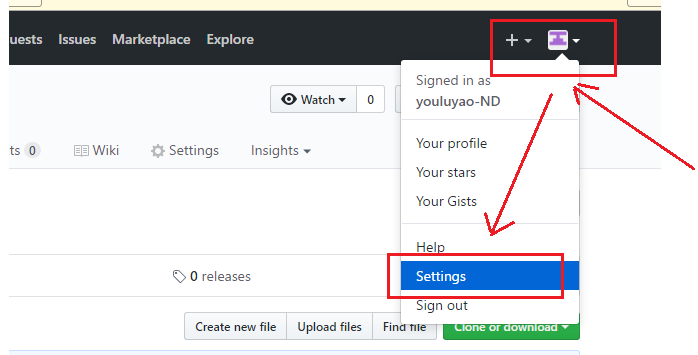 uests Issues Marketplace Explore
Signed in as
youluyao-ND
Watch 0
Your profile
ts 0 Wiki Settings Insights
Your stars
Your Gists
Help
0 releases
Settings
Sign out
Create new file Upload files Find file Clone or download